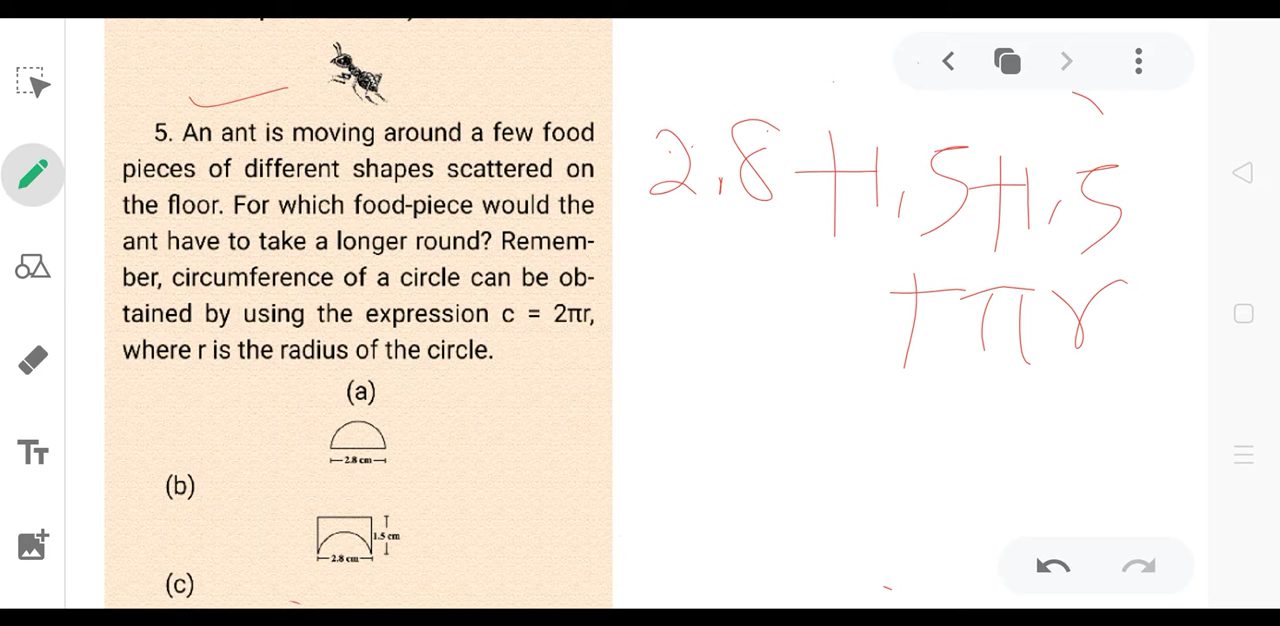 5. An ant is moving around a few food
pieces of different shapes scattered on
the floor. For which food-piece would the
ant have to take a longer round? Remem-
ber, circumference of a circle can be ob-
tained by using the expression c = 2πr,
where r is the radius of the circle.
(a)
2.8 cm
(b)
1.5 cm
2.8 cm
(c)
2.8+1.5+1.5
+πr
TT